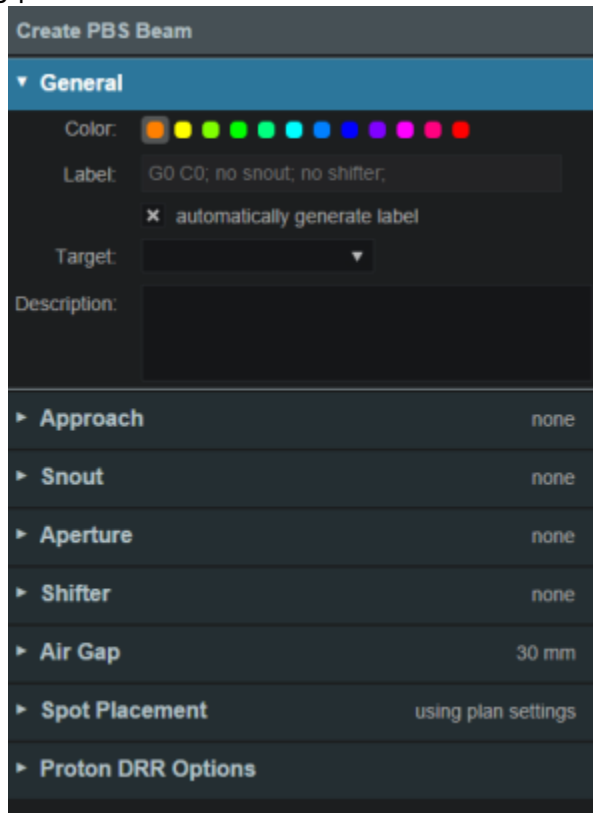 Create PBS Beam
General
Color:
Label: G0 C0; no snout; no shifter;
automatically generate label
Target:
Description:
Approach none
Snout none
Aperture none
Shifter none
Air Gap 30 mm
Spot Placement using plan settings
Proton DRR Options